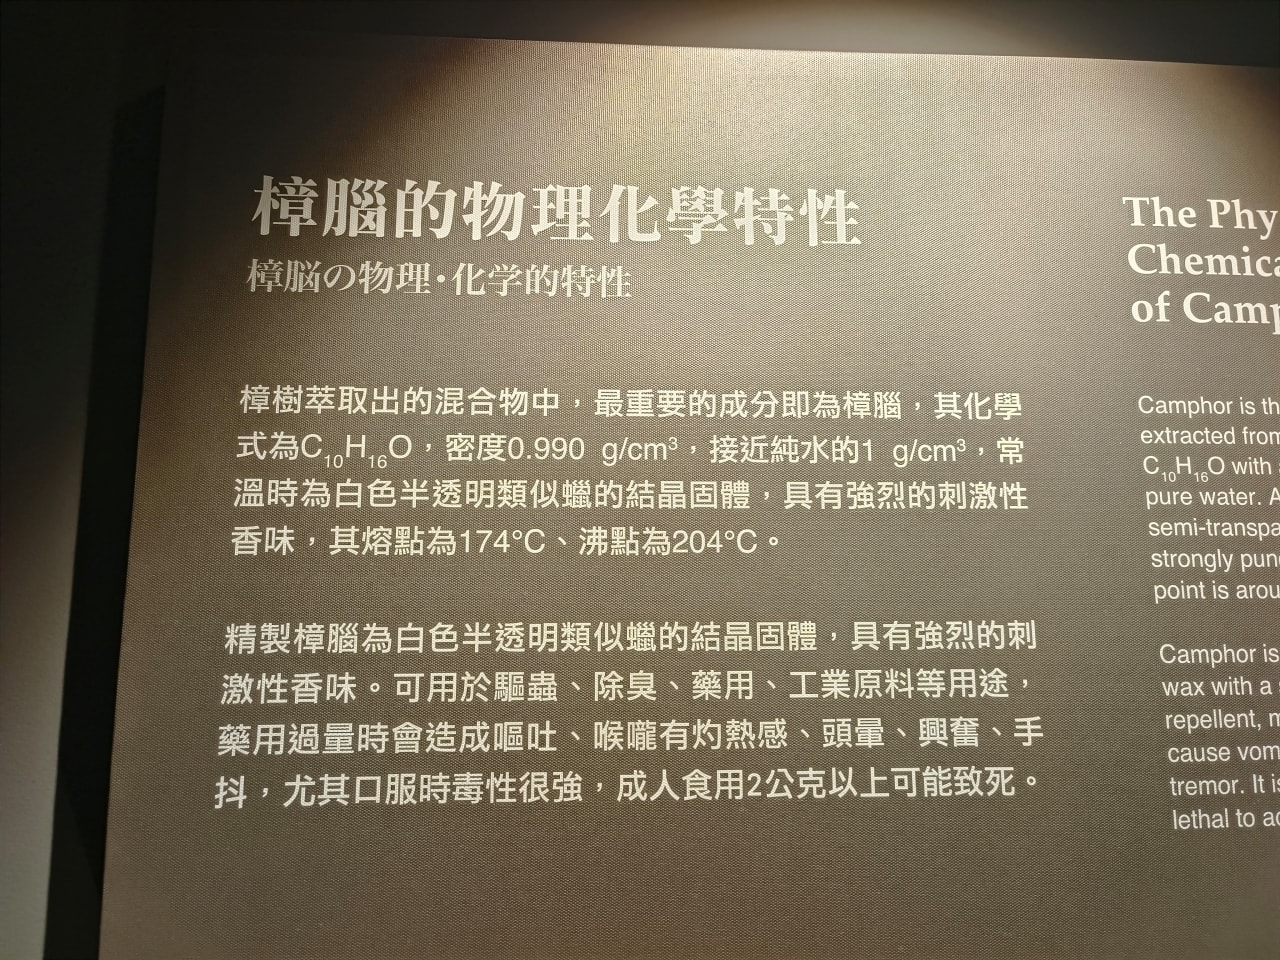 樟腦的物理化學特性
樟脳の物理・化学的特性
樟樹萃取出的混合物中，最重要的成分即為樟腦，其化學
式為C₁₀H₁₆O，密度0.990 g/cm³，接近純水的1 g/cm³，常
溫時為白色半透明類似蠟的結晶固體，具有強烈的刺激性
香味，其熔點為174°C、沸點為204°C。
精製樟腦為白色半透明類似蠟的結晶固體，具有強烈的刺
激性香味。可用於驅蟲、除臭、藥用、工業原料等用途，
藥用過量時會造成嘔吐、喉嚨有灼熱感、頭暈、興奮、手
抖，尤其口服時毒性很強，成人食用2公克以上可能致死。
The Phy
Chemica
of Camp
Camphor is th
extracted from
C₁₀H₁₆O with
pure water. A
semi-transpa
strongly pun
point is arou
Camphor is
wax with a
repellent, m
cause vom
tremor. It is
lethal to ad